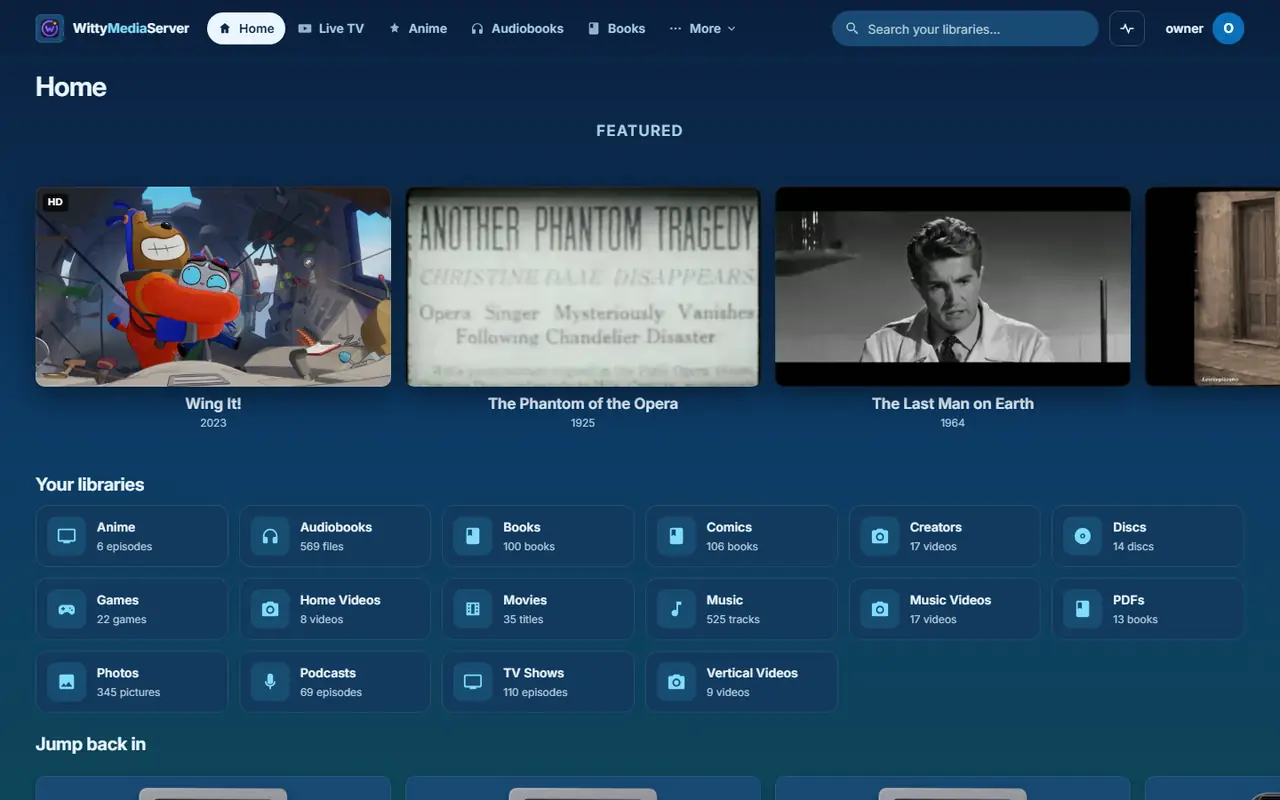 WittyMediaServer
Home
Live TV
Anime
Audiobooks
Books
More
Search your libraries...
owner
O
Home
FEATURED
HD
ANOTHER PHANTOM TRAGEDY
CHRISTINE DAAE DISAPPEARS
Opera Singer Mysteriously Vanishes
Following Chandelier Disaster
Wing It!
2023
The Phantom of the Opera
1925
The Last Man on Earth
1964
Your libraries
Anime
6 episodes
Audiobooks
569 files
Books
100 books
Comics
106 books
Creators
17 videos
Discs
14 discs
Games
22 games
Home Videos
8 videos
Movies
35 titles
Music
525 tracks
Music Videos
17 videos
PDFs
13 books
Photos
345 pictures
Podcasts
69 episodes
TV Shows
110 episodes
Vertical Videos
9 videos
Jump back in